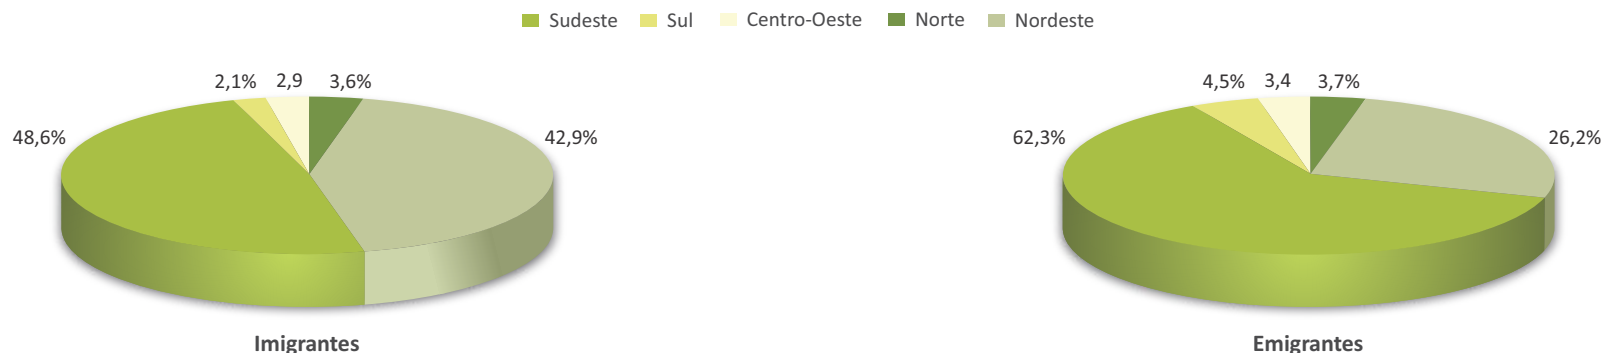 Sudeste Sul Centro-Oeste Norte Nordeste
2,1% 2,9 3,6%
48,6% 42,9%
Imigrantes
4,5% 3,4 3,7%
62,3% 26,2%
Emigrantes